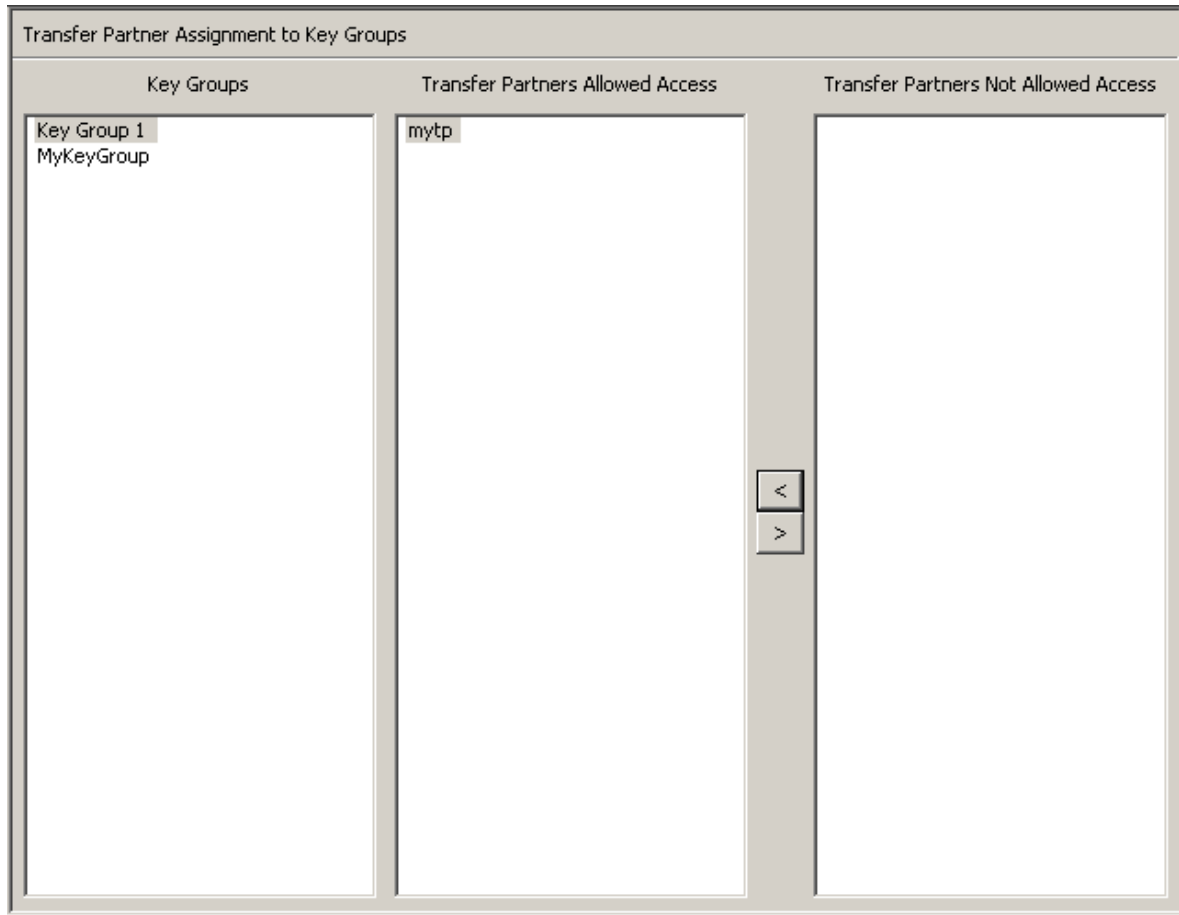 Transfer Partner Assignment to Key Groups
Key Groups
Transfer Partners Allowed Access
Transfer Partners Not Allowed Access
Key Group 1
MyKeyGroup
mytp
<
>